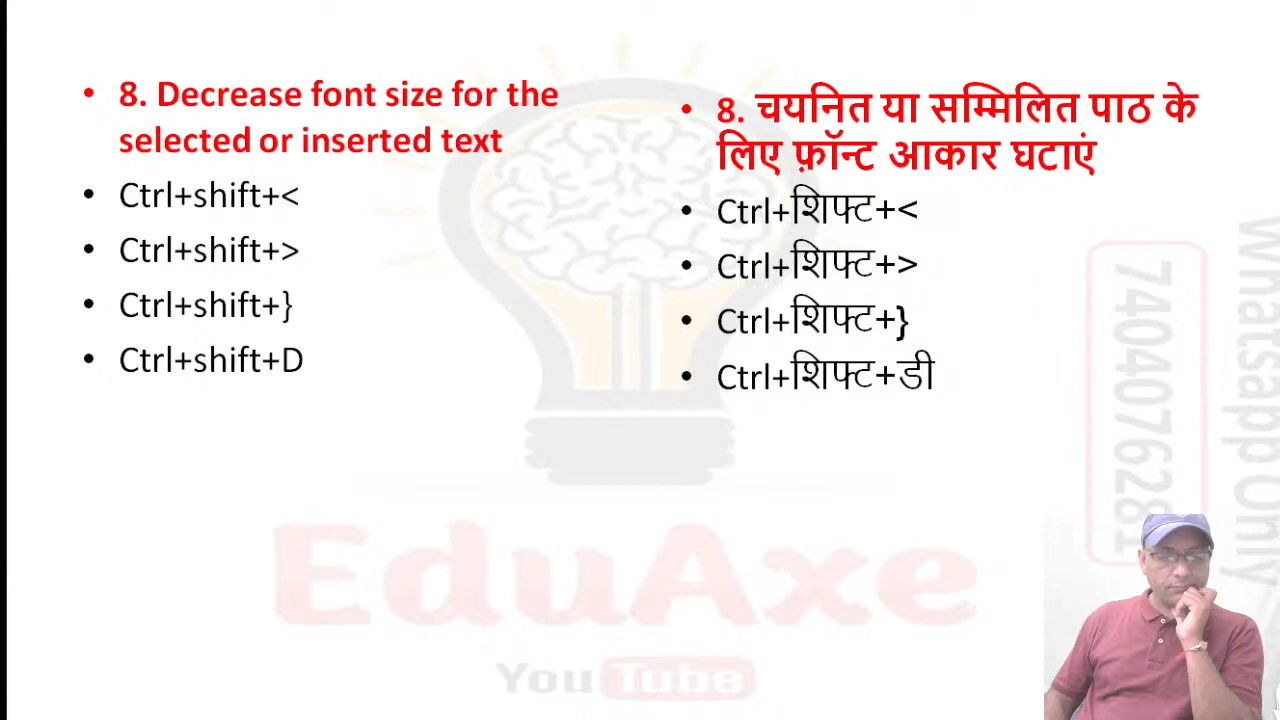 8. Decrease font size for the
selected or inserted text
Ctrl+shift+<
Ctrl+shift+>
Ctrl+shift+}
Ctrl+shift+D
8. चयनित या सम्मिलित पाठ के
लिए फ़ॉन्ट आकार घटाएं
Ctrl+शिफ्ट+<
Ctrl+शिफ्ट+>
Ctrl+शिफ्ट+}
Ctrl+शिफ्ट+डी
EduAxe
YouTube
Whatsapp Only
7404076281